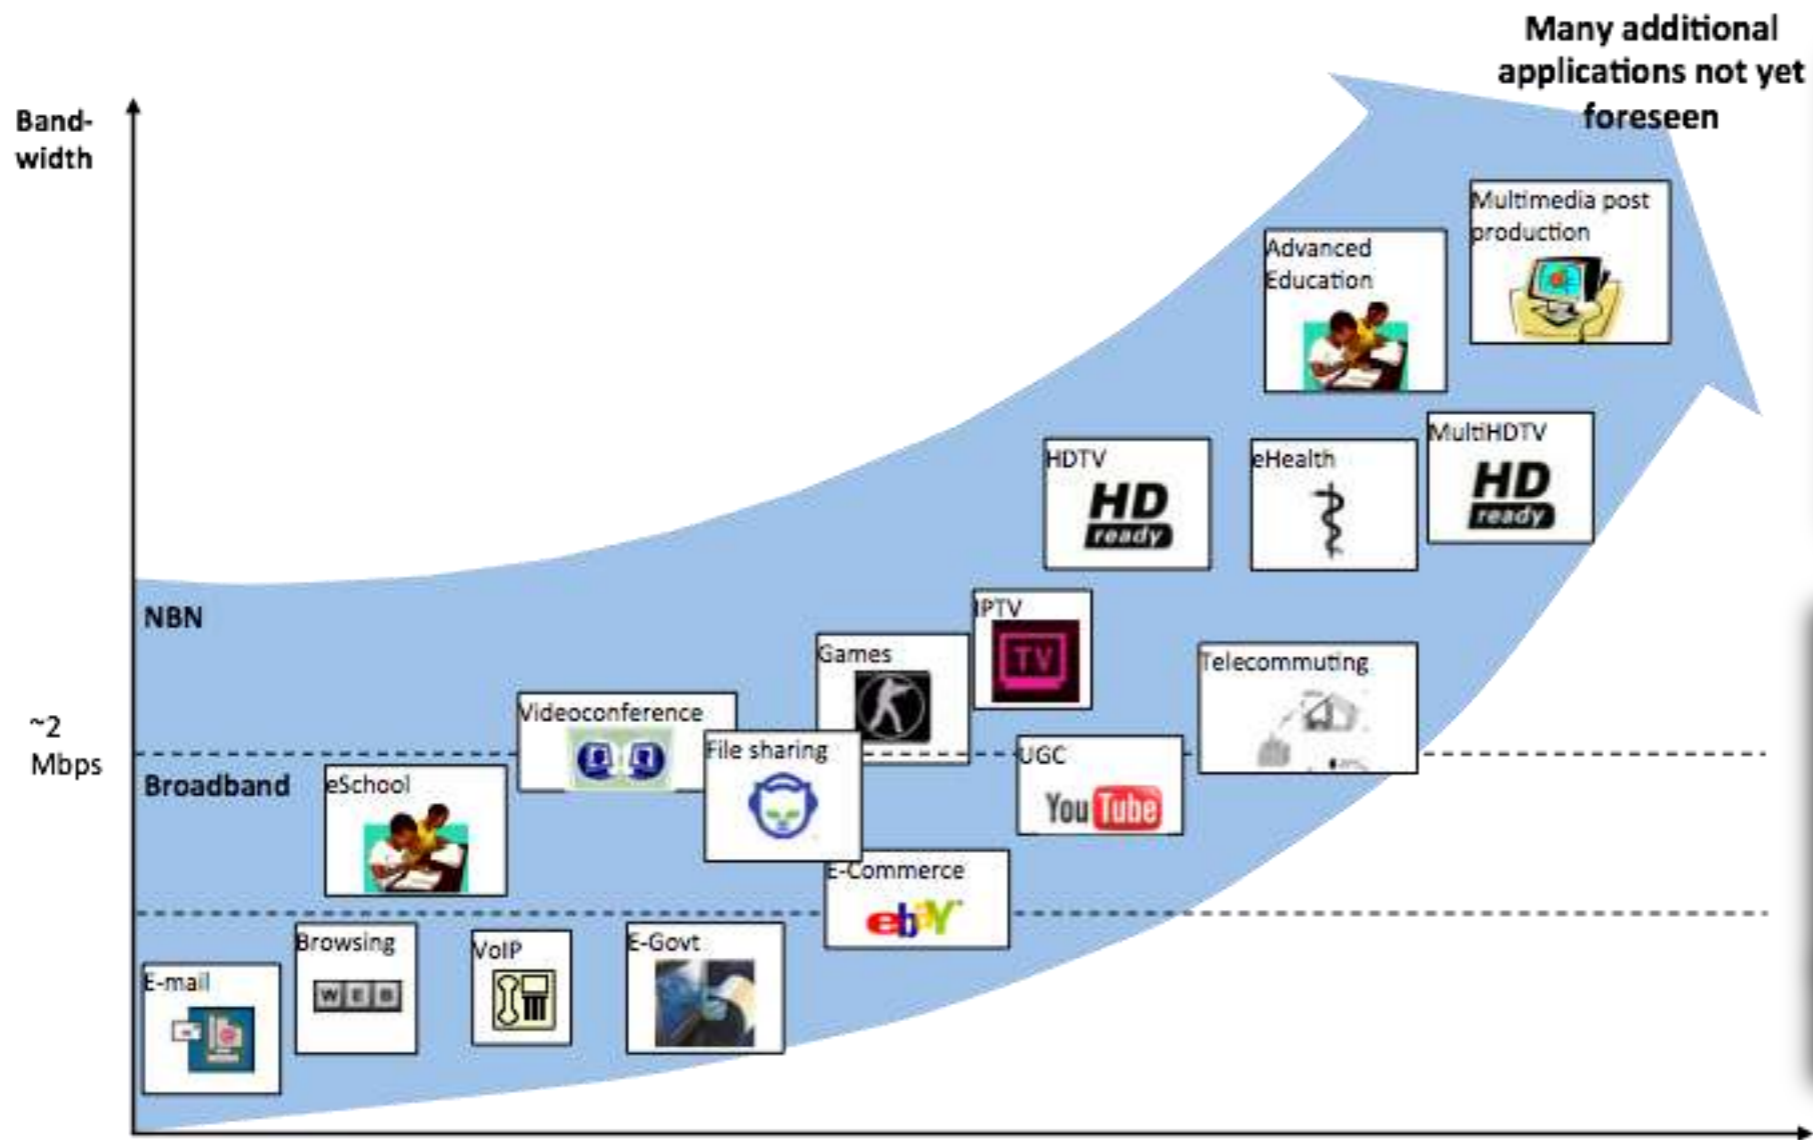 Many additional
applications not yet
foreseen
Band-
width
Multimedia post
production
Advanced
Education
MultiHDTV
HD
ready
HDTV
HD
ready
eHealth
NBN
IPTV
TV
Games
Telecommuting
Videoconference
~2
Mbps
File sharing
UGC
YouTube
Broadband
eSchool
E-Commerce
ebaY
Browsing
WEB
VoIP
E-Govt
E-mail